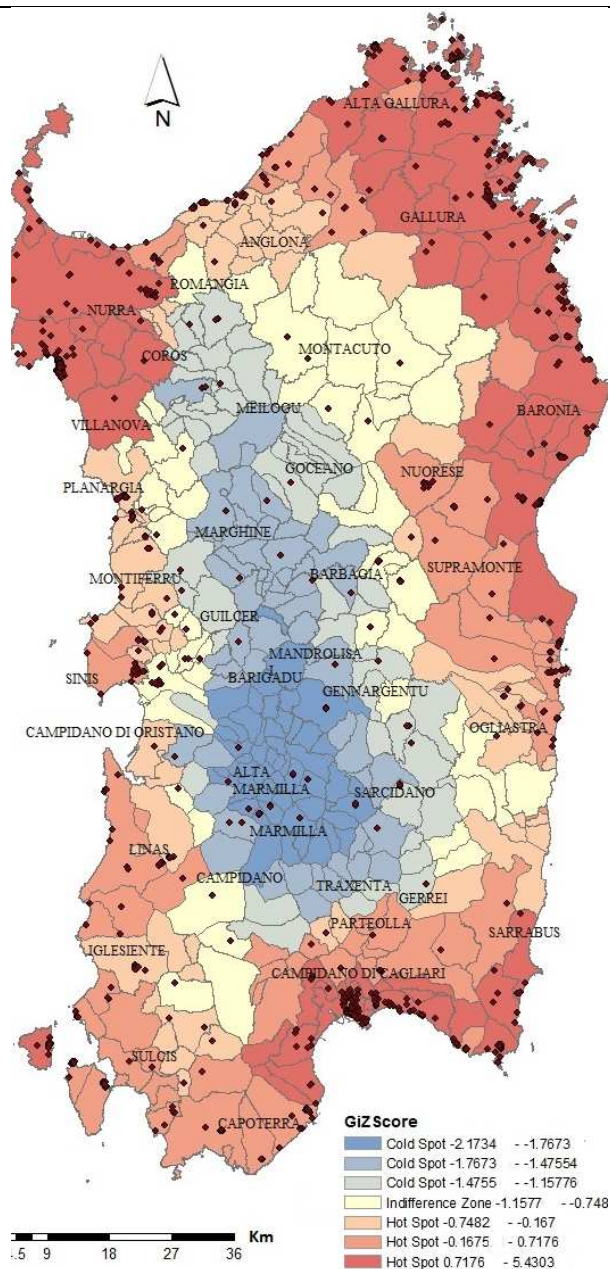 N
ALTA GALLURA
GALLURA
ANGLONA
ROMANGIA
NURRA
COROS
MONTACUTO
MEILOGU
VILLANOVA
BARONIA
GOCEANO
NUORESE
PLANARGIA
MARGHINE
SUPRAMONTE
MONTIFERRU
BARBAGIA
GUILCER
MANDROLISA
BARIGADU
SINIS
GENNARGENTU
OGLIASTRA
CAMPIDANO DI ORISTANO
ALTA
MARMILLA
SARCIDANO
MARMILLA
LINAS
CAMPIDANO
TRAXENTA
GERREI
PARTEOLLA
SARRABUS
IGLESIENTE
CAMPIDANO DI CAGLIARI
SULCIS
CAPOTERRA
GiZScore
Cold Spot -2.1734 - -1.7673
Cold Spot -1.7673 - -1.47554
Cold Spot -1.4755 - -1.15776
Indifference Zone -1.1577 - -0.748
Hot Spot -0.7482 - -0.167
Hot Spot -0.1675 - 0.7176
Hot Spot 0.7176 - 5.4303
Km
.5 9 18 27 36